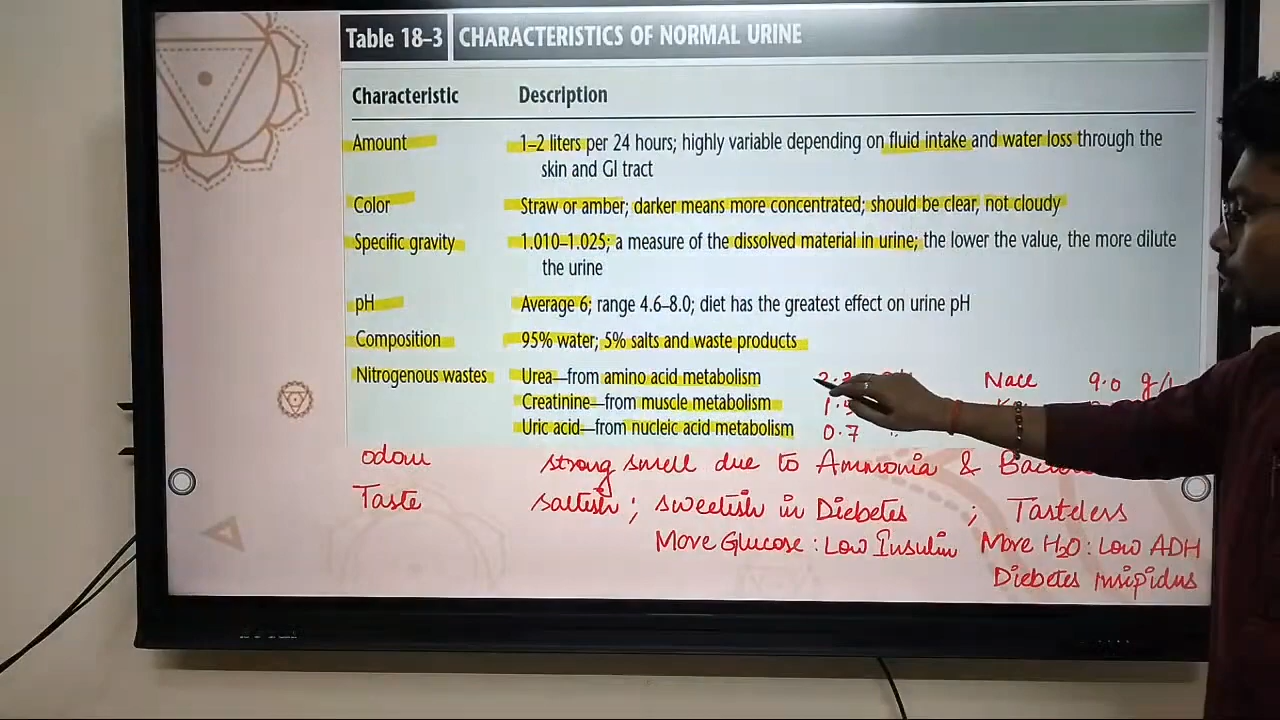 Table 18–3 CHARACTERISTICS OF NORMAL URINE
Characteristic Description
Amount 1–2 liters per 24 hours; highly variable depending on fluid intake and water loss through the
skin and GI tract
Color Straw or amber; darker means more concentrated; should be clear, not cloudy
Specific gravity 1.010–1.025; a measure of the dissolved material in urine; the lower the value, the more dilute
the urine
pH Average 6; range 4.6–8.0; diet has the greatest effect on urine pH
Composition 95% water; 5% salts and waste products
Nitrogenous wastes Urea—from amino acid metabolism 9.0
Creatinine—from muscle metabolism
Uric acid—from nucleic acid metabolism 0.7 "
odour strong smell due to Ammonia &
Taste saltish ; sweetish in Diabetes ; Tasteless
More Glucose : Low Insulin More H2O : Low ADH
Diabetes insipidus